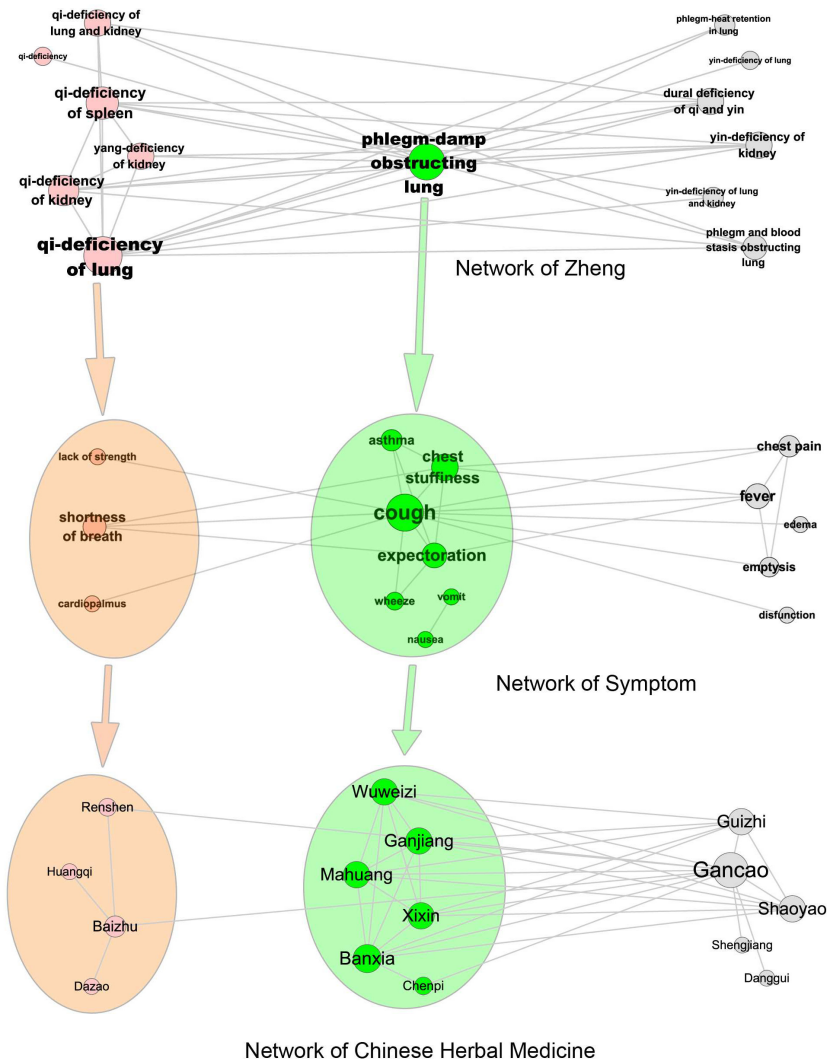 qi-deficiency of
lung and kidney
qi-deficiency
qi-deficiency
of spleen
yang-deficiency
of kidney
qi-deficiency
of kidney
qi-deficiency
of lung
phlegm-damp
obstructing
lung
phlegm-heat retention
in lung
yin-deficiency of lung
dural deficiency
of qi and yin
yin-deficiency of
kidney
yin-deficiency of lung
and kidney
phlegm and blood
stasis obstructing
lung
Network of Zheng
lack of strength
shortness
of breath
cardiopalmus
asthma
chest
stuffiness
cough
expectoration
wheeze
vomit
nausea
chest pain
fever
edema
emptysis
disfunction
Network of Symptom
Renshen
Huangqi
Baizhu
Dazao
Wuweizi
Ganjiang
Mahuang
Xixin
Banxia
Chenpi
Guizhi
Gancao
Shaoyao
Shengjiang
Danggui
Network of Chinese Herbal Medicine